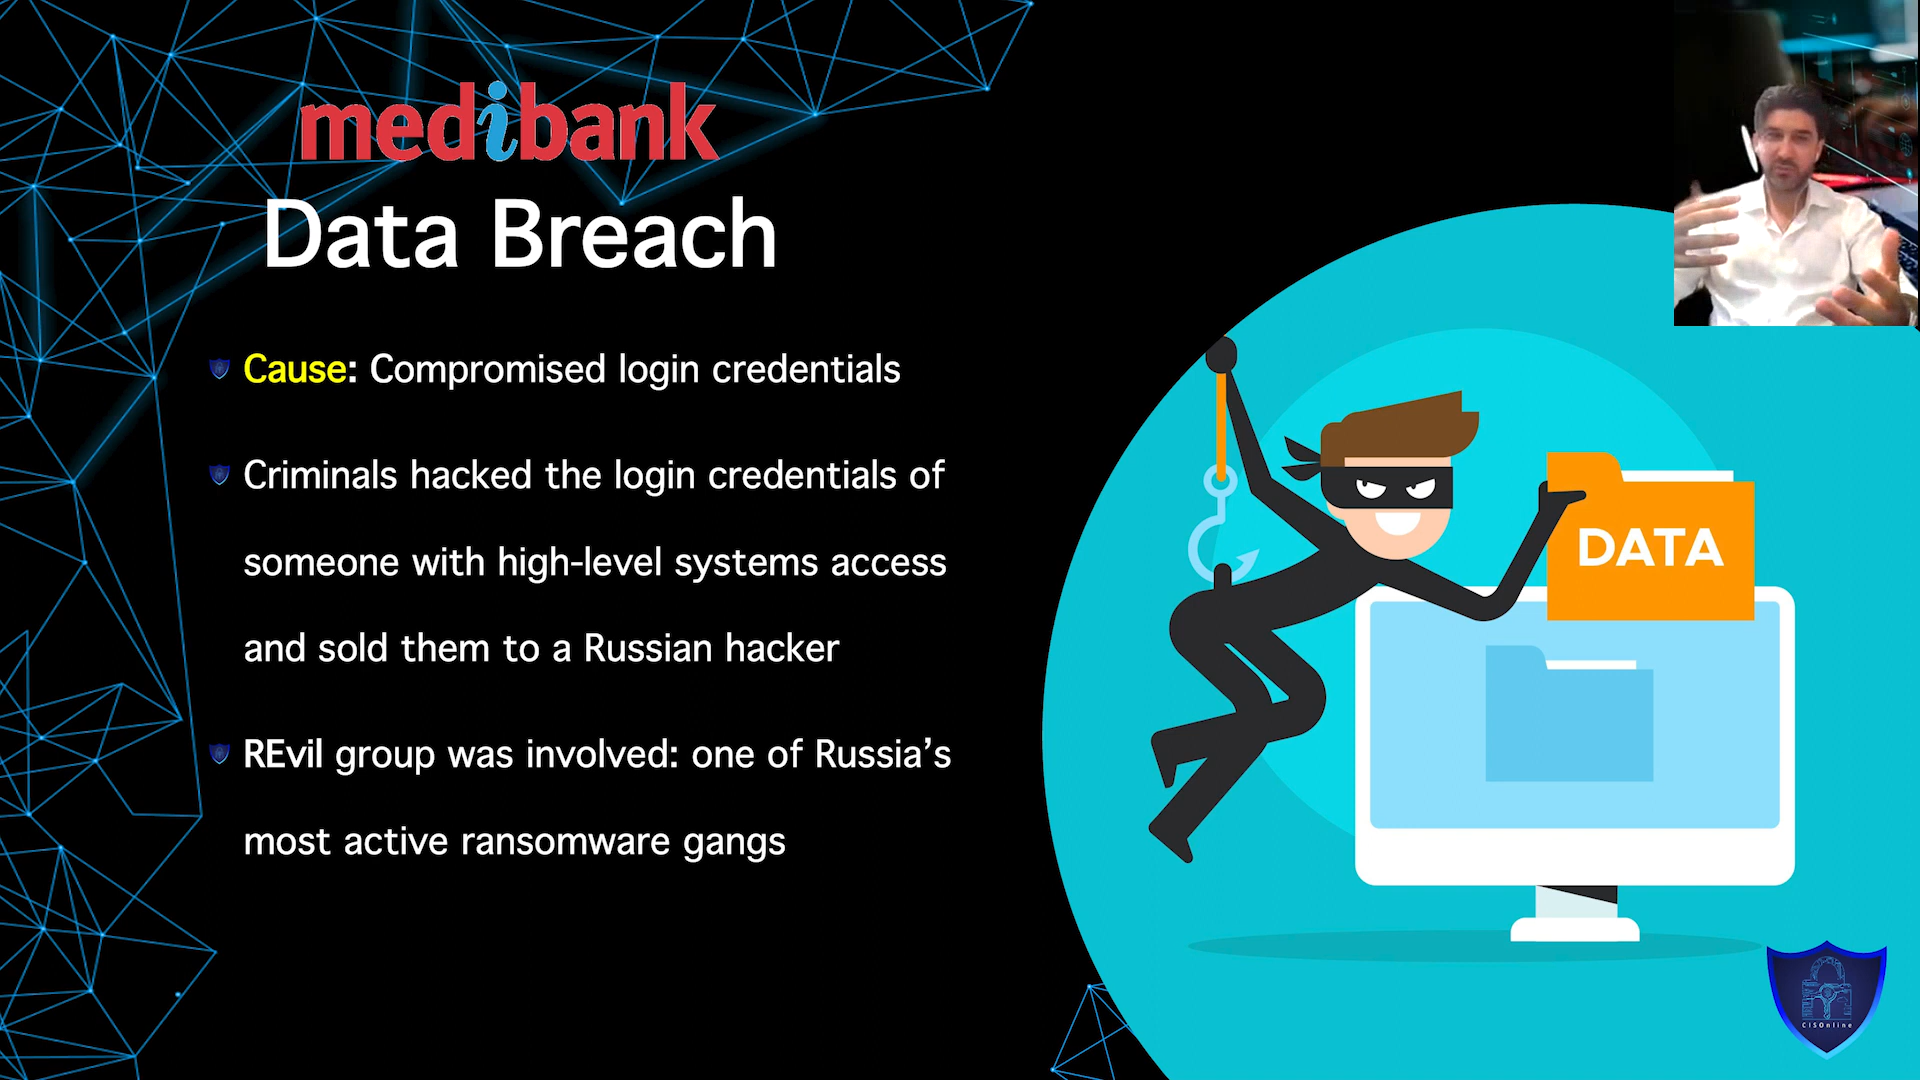 medibank
Data Breach
Cause: Compromised login credentials
Criminals hacked the login credentials of
someone with high-level systems access
and sold them to a Russian hacker
REvil group was involved: one of Russia’s
most active ransomware gangs
DATA
CISOnline